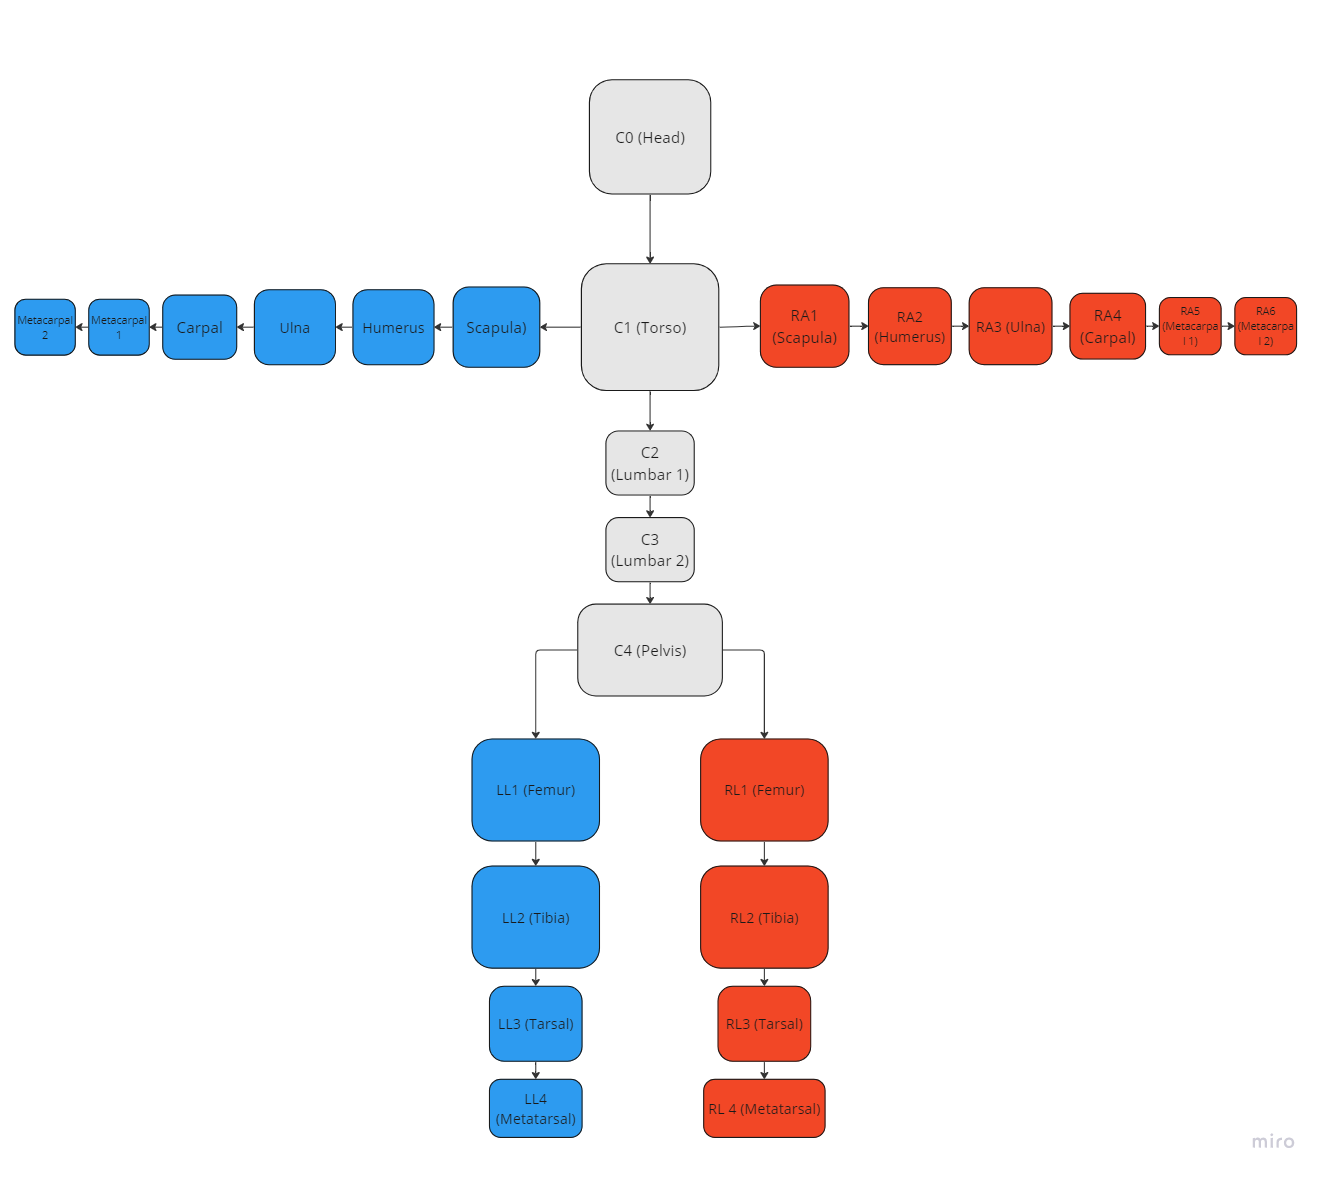 C0 (Head)
Metacarpal
2
Metacarpal
1
Carpal
Ulna
Humerus
Scapula)
C1 (Torso)
RA1
(Scapula)
RA2
(Humerus)
RA3 (Ulna)
RA4
(Carpal)
RA5
(Metacarpa
l 1)
RA6
(Metacarpa
l 2)
C2
(Lumbar 1)
C3
(Lumbar 2)
C4 (Pelvis)
LL1 (Femur)
RL1 (Femur)
LL2 (Tibia)
RL2 (Tibia)
LL3 (Tarsal)
RL3 (Tarsal)
LL4
(Metatarsal)
RL 4 (Metatarsal)
miro